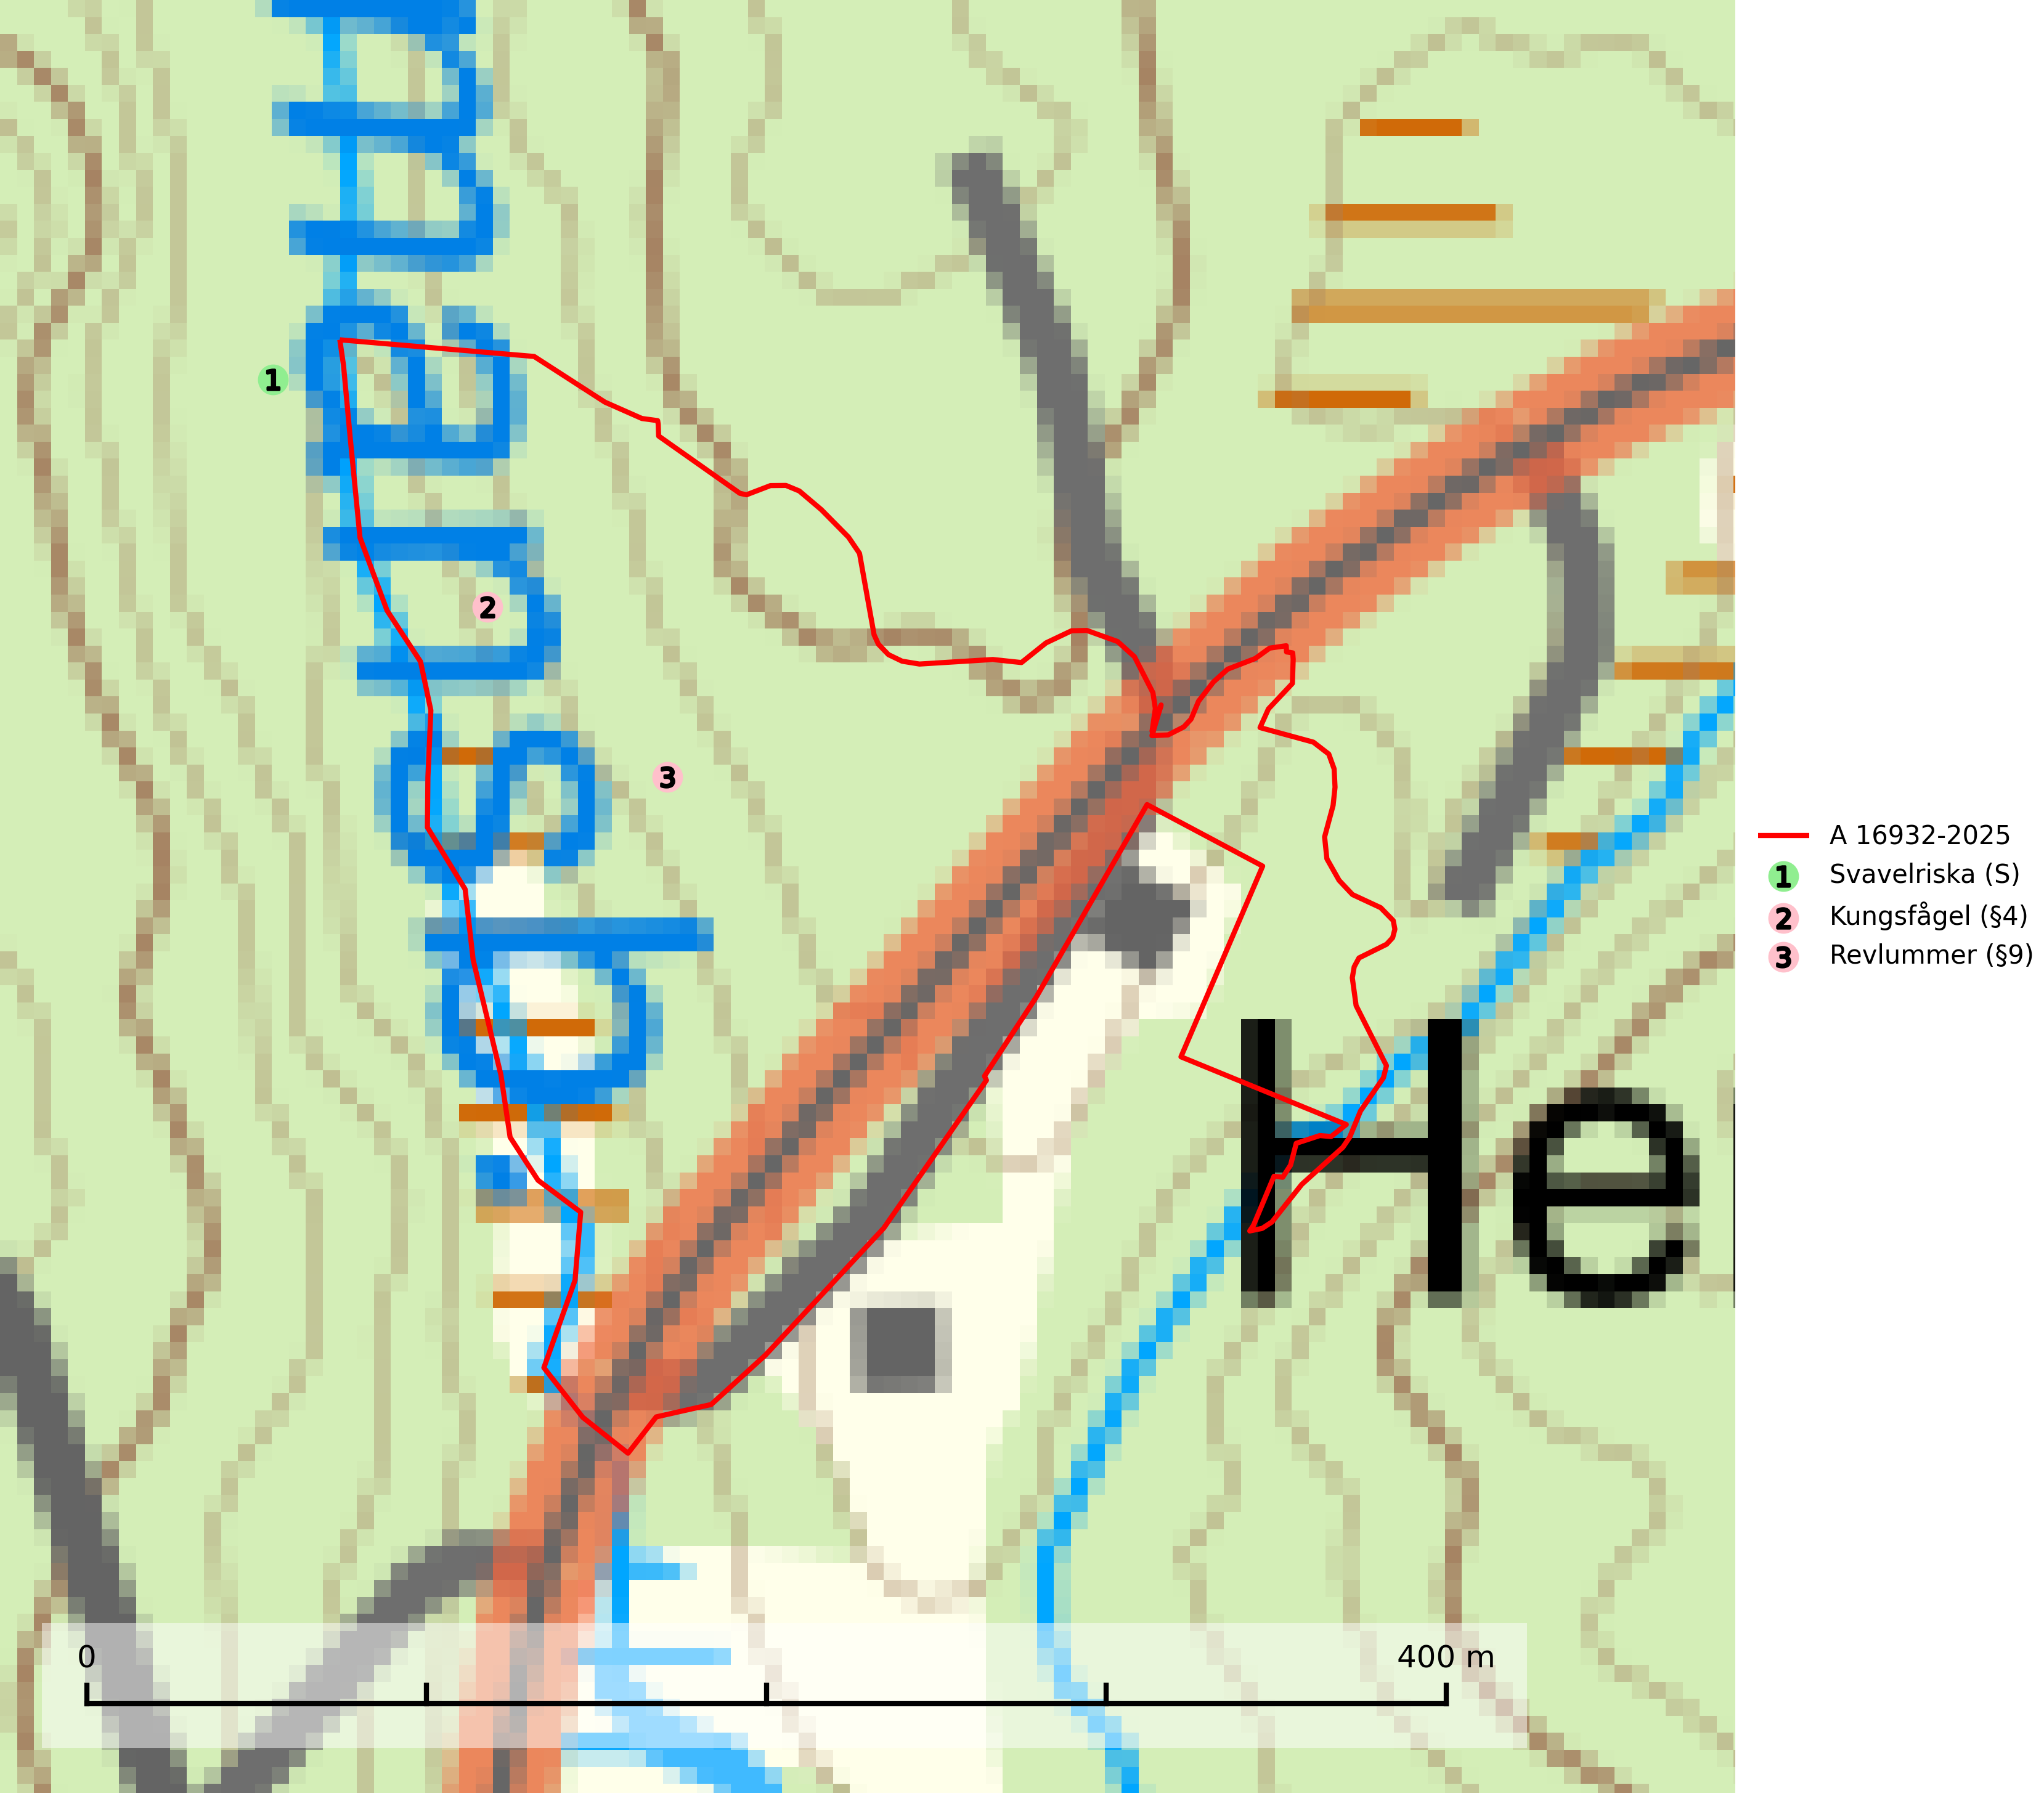 1
2
3
He
0
400 m
A 16932-2025
1 Svavelriska (S)
2 Kungsfågel (§4)
3 Revlummer (§9)